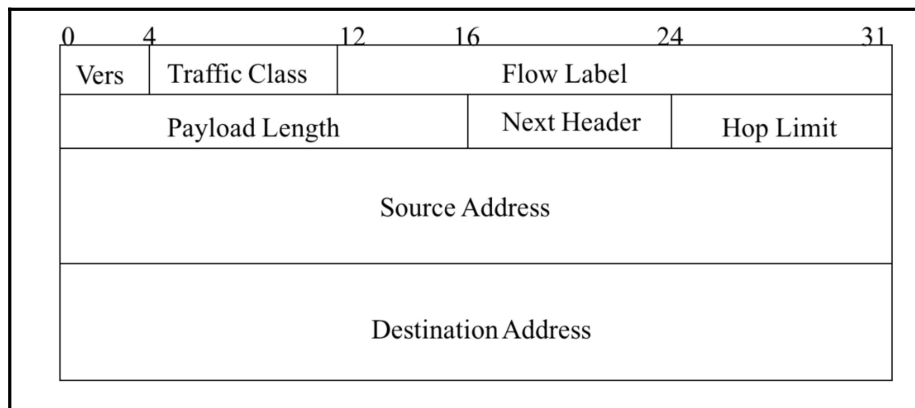 0 4 12 16 24 31
Vers Traffic Class Flow Label
Payload Length Next Header Hop Limit
Source Address
Destination Address